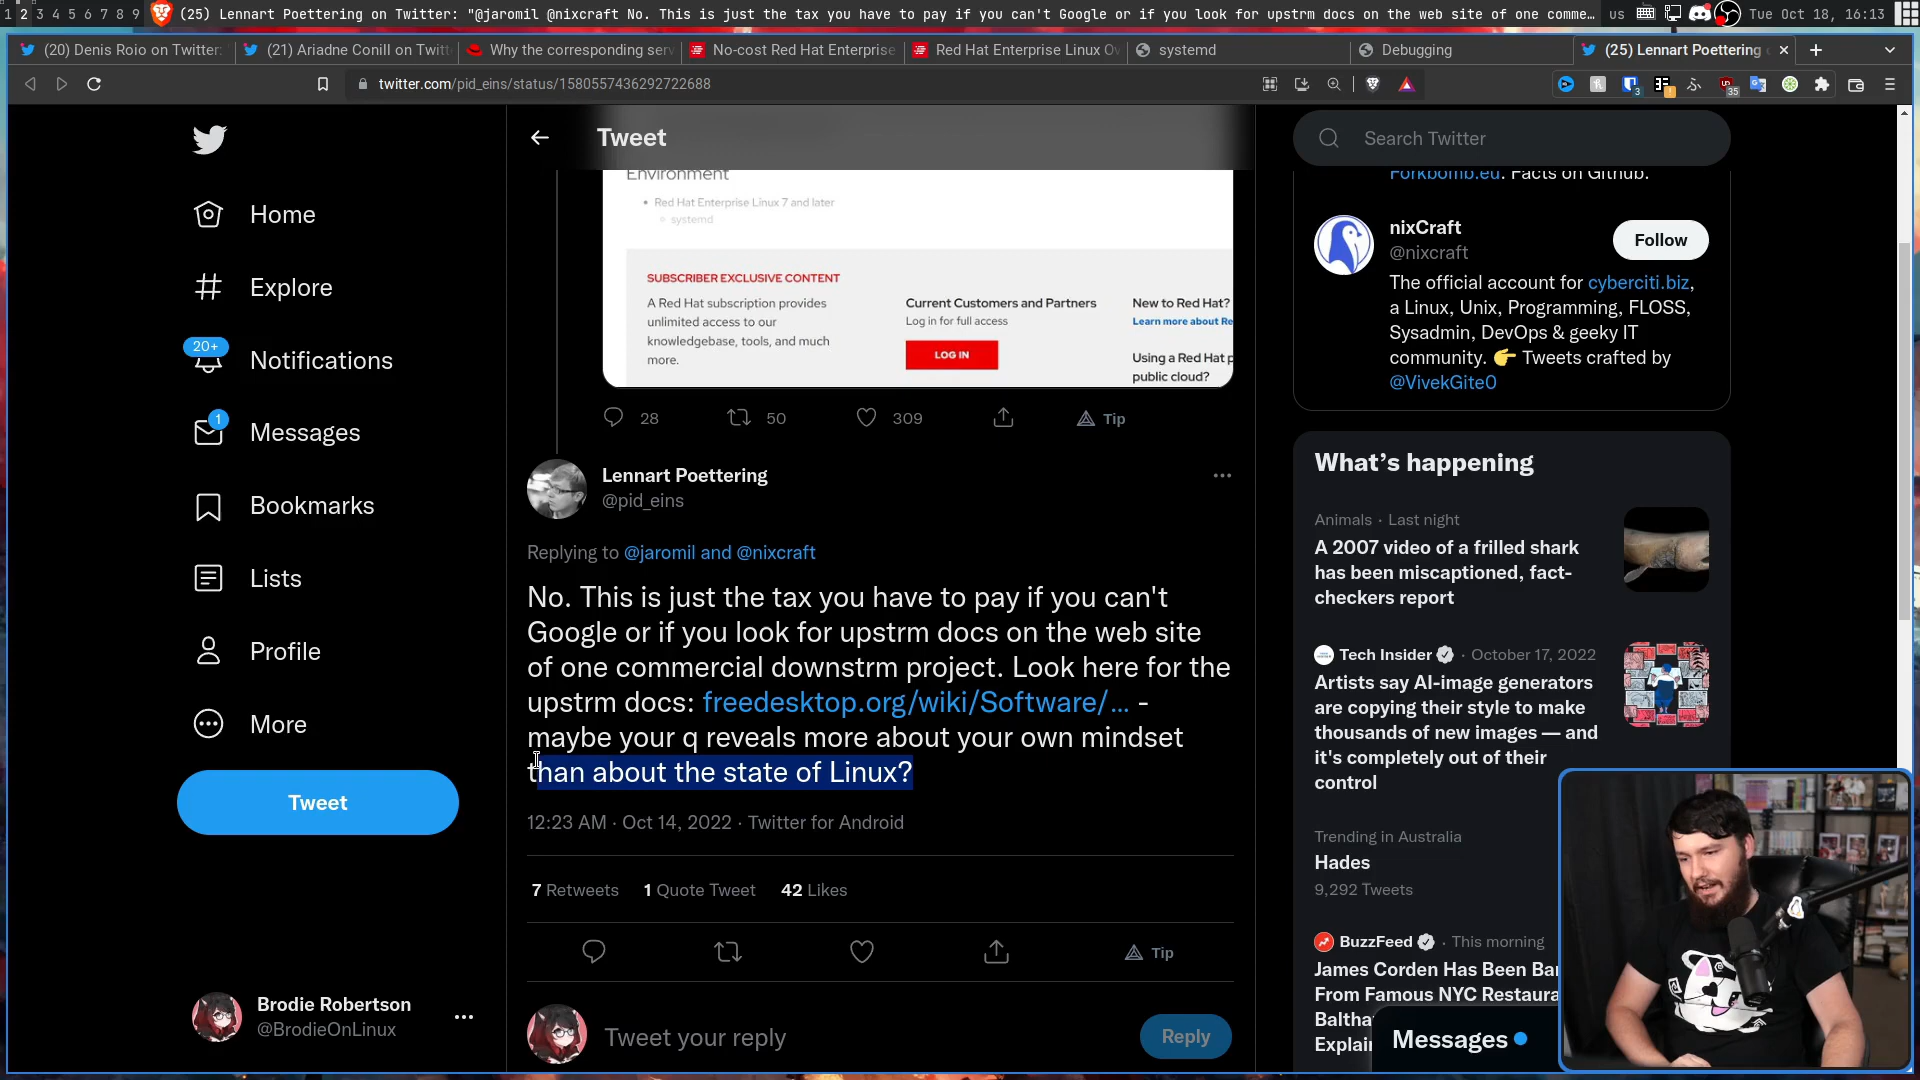 1 2 3 4 5 6 7 8 9 (25) Lennart Poettering on Twitter: "@jaromil @nixcraft No. This is just the tax you have to pay if you can't Google or if you look for upstrm docs on the web site of one comme… us Tue Oct 18, 16:13
(20) Denis Roio on Twitter:
(21) Ariadne Conill on Twitt
Why the corresponding serv
No-cost Red Hat Enterprise
Red Hat Enterprise Linux Ov
systemd
Debugging
(25) Lennart Poettering
twitter.com/pid_eins/status/1580557436292722688
3
35
Home
Explore
20+
Notifications
1
Messages
Bookmarks
Lists
Profile
More
Tweet
Brodie Robertson
@BrodieOnLinux
Tweet
Environment
Red Hat Enterprise Linux 7 and later
systemd
SUBSCRIBER EXCLUSIVE CONTENT
A Red Hat subscription provides
unlimited access to our
knowledgebase, tools, and much
more.
Current Customers and Partners
Log in for full access
LOG IN
New to Red Hat?
Learn more about Re
Using a Red Hat p
public cloud?
28 50 309 Tip
Lennart Poettering
@pid_eins
Replying to @jaromil and @nixcraft
No. This is just the tax you have to pay if you can't
Google or if you look for upstrm docs on the web site
of one commercial downstrm project. Look here for the
upstrm docs: freedesktop.org/wiki/Software/… -
maybe your q reveals more about your own mindset
than about the state of Linux?
12:23 AM · Oct 14, 2022 · Twitter for Android
7 Retweets 1 Quote Tweet 42 Likes
Tip
Tweet your reply
Reply
Search Twitter
Forkbomb.eu. Facts on Github.
nixCraft
@nixcraft
Follow
The official account for cyberciti.biz,
a Linux, Unix, Programming, FLOSS,
Sysadmin, DevOps & geeky IT
community. 👉 Tweets crafted by
@VivekGite0
What's happening
Animals · Last night
A 2007 video of a frilled shark
has been miscaptioned, fact-
checkers report
Tech Insider · October 17, 2022
Artists say AI-image generators
are copying their style to make
thousands of new images — and
it's completely out of their
control
Trending in Australia
Hades
9,292 Tweets
BuzzFeed · This morning
James Corden Has Been Ban
From Famous NYC Restaura
Baltha
Explain
Messages